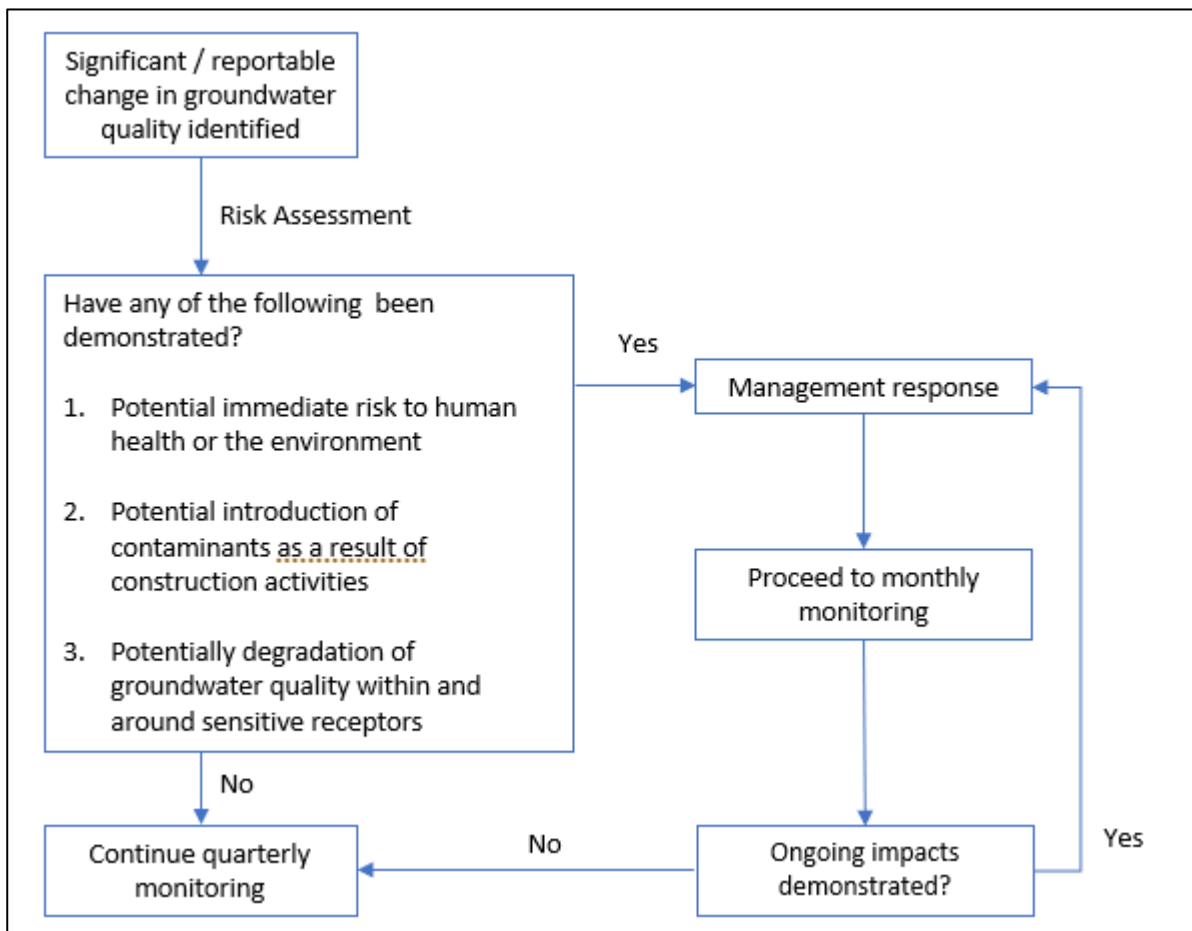 Significant / reportable
change in groundwater
quality identified
Risk Assessment
Have any of the following  been
demonstrated?
1. Potential immediate risk to human
health or the environment
2. Potential introduction of
contaminants as a result of
construction activities
3. Potentially degradation of
groundwater quality within and
around sensitive receptors
Yes
Management response
Proceed to monthly
monitoring
No
Continue quarterly
monitoring
No
Ongoing impacts
demonstrated?
Yes